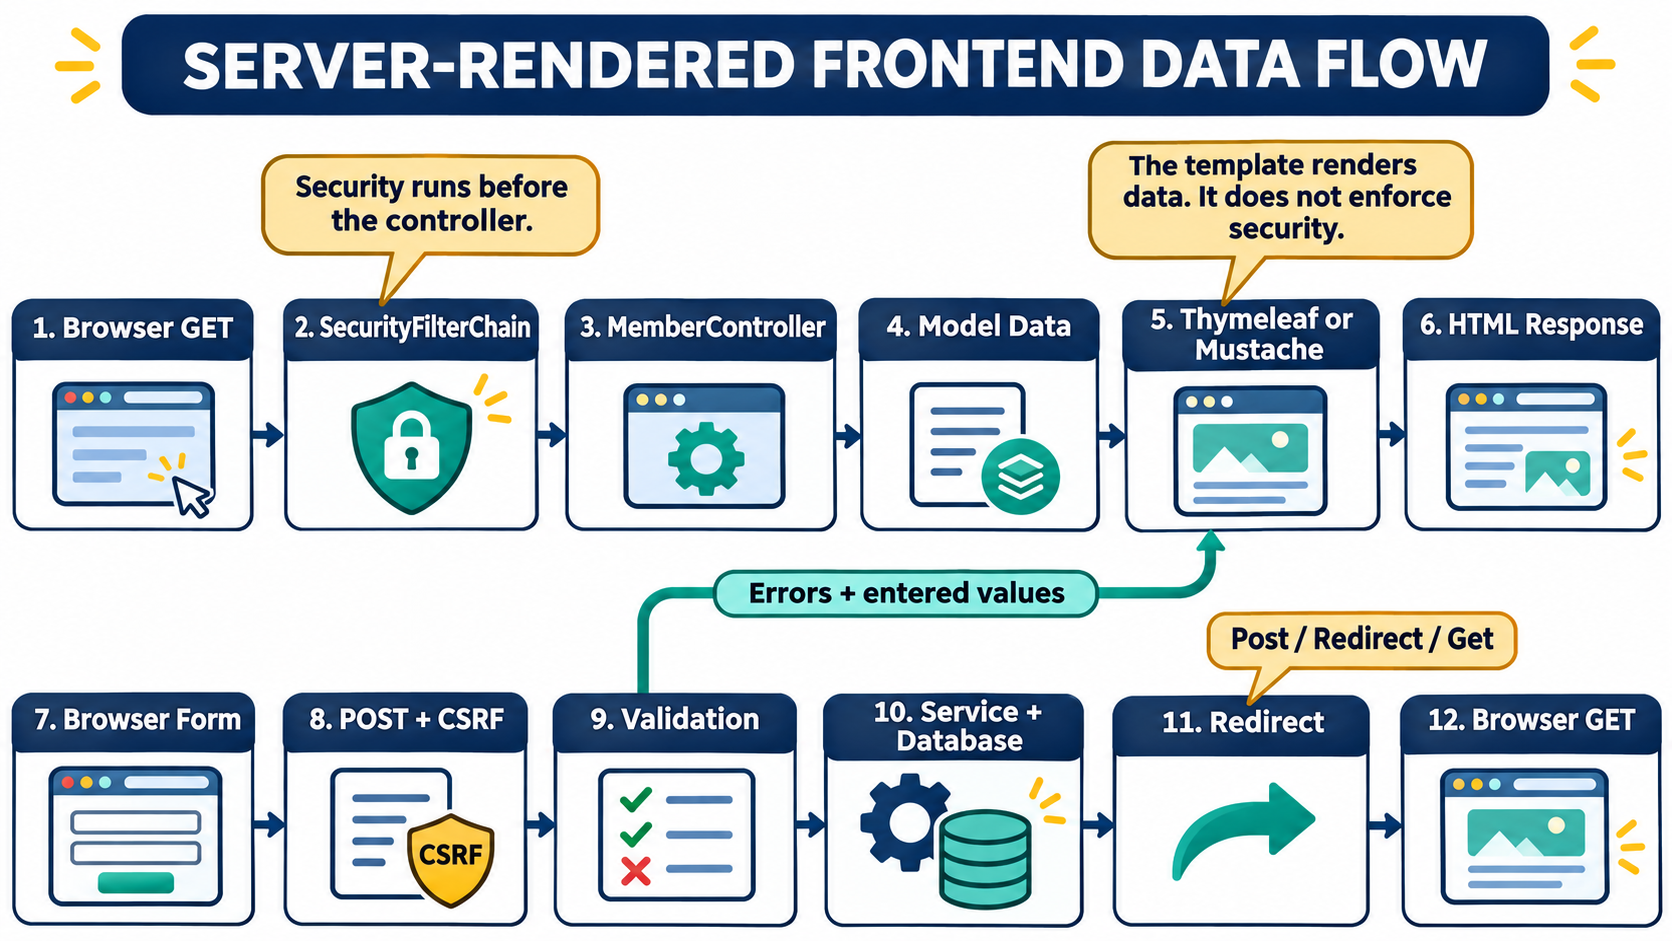 SERVER-RENDERED FRONTEND DATA FLOW
Security runs before
the controller.
The template renders
data. It does not enforce
security.
1. Browser GET
2. SecurityFilterChain
3. MemberController
4. Model Data
5. Thymeleaf or
Mustache
6. HTML Response
Errors + entered values
Post / Redirect / Get
7. Browser Form
8. POST + CSRF
CSRF
9. Validation
10. Service +
Database
11. Redirect
12. Browser GET